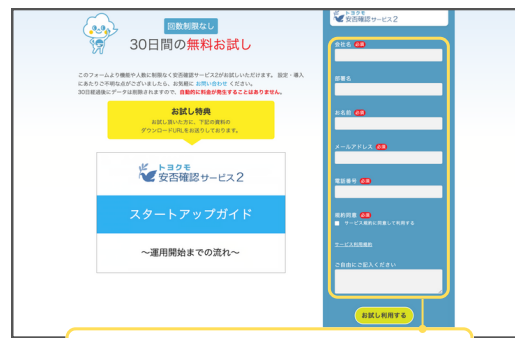 回数制限なし
30日間の無料お試し
このフォームより機能や人数に制限なく安否確認サービス2がお試しいただけます。 設定・導入
にあたりご不明な点がございましたら、お気軽に お問い合わせ ください。
30日経過後にデータは削除されますので、自動的に料金が発生することはありません。
お試し特典
お試し頂いた方に、下記の資料の
ダウンロードURLをお送りしております。
トヨクモ
安否確認サービス2
スタートアップガイド
〜運用開始までの流れ〜
安否確認サービス2
会社名 必須
部署名
お名前 必須
メールアドレス 必須
電話番号 必須
規約同意 必須
サービス規約に同意して利用する
サービス利用規約
ご自由にご記入ください
お試し利用する